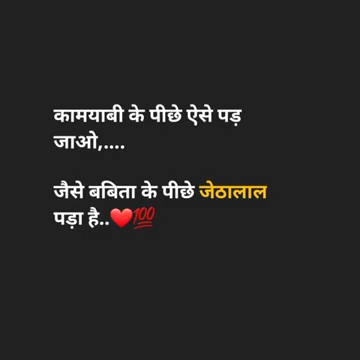 कामयाबी के पीछे ऐसे पड़
जाओ,....
जैसे बबिता के पीछे जेठालाल
पड़ा है..❤️💯